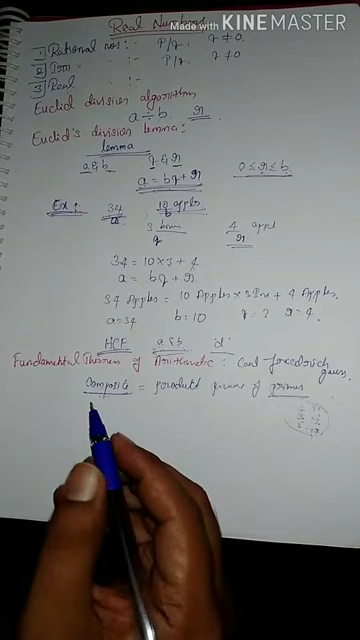 Made with KINEMASTER
Real Numbers
1 Rational nos :- P/q, q ≠ 0.
2 Irr :- P/q, q ≠ 0
3 Real :-
Euclid division algorithm
a ÷ b. r
Euclid's division lemma :
lemma
a & b q & r 0 ≤ r ≤ b
a = bq + r
Ex : 34 10 apples
a b
3 boxes 4 appl
q r
34 = 10 × 3 + 4
a = bq + r
34 Apples = 10 Apples × 3 Box + 4 Apples.
a = 34 b = 10 q = 3 r = 4.
HCF a & b 'd'
Fundamental Theorem of Arithmetic : Carl Friedrich
gauss
Composite = product of primes